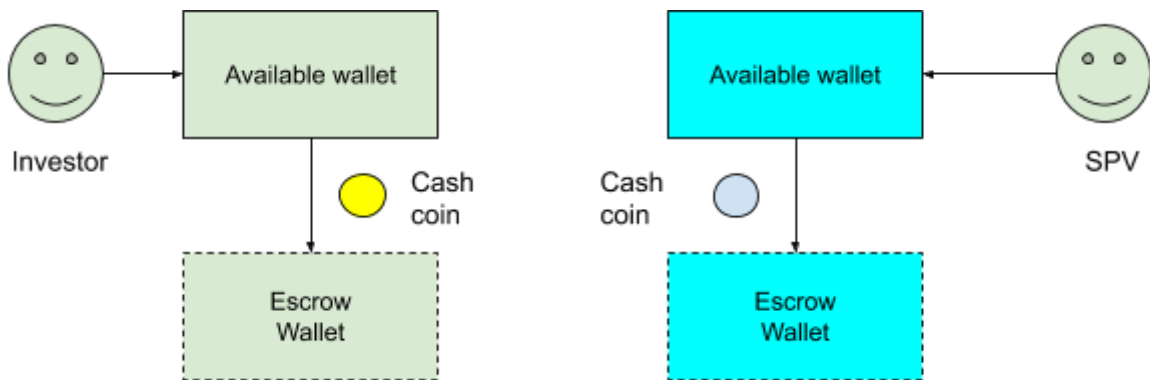 Available wallet
Available wallet
Investor
SPV
Cash
coin
Cash
coin
Escrow
Wallet
Escrow
Wallet